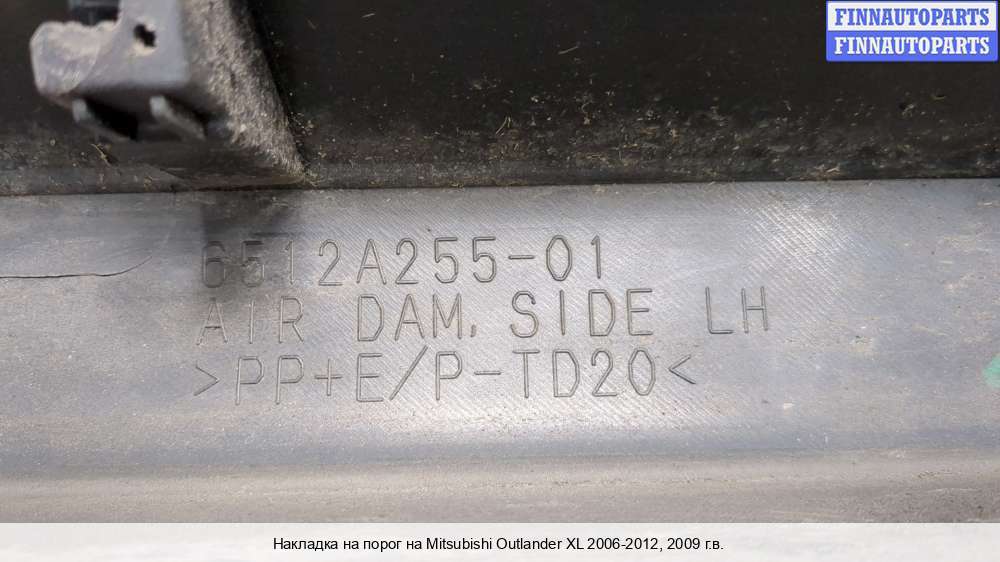 FINNAUTOPARTS
FINNAUTOPARTS
6512A255-01
AIR DAM, SIDE LH
>PP+E/P-TD20<
Накладка на порог на Mitsubishi Outlander XL 2006-2012, 2009 г.в.